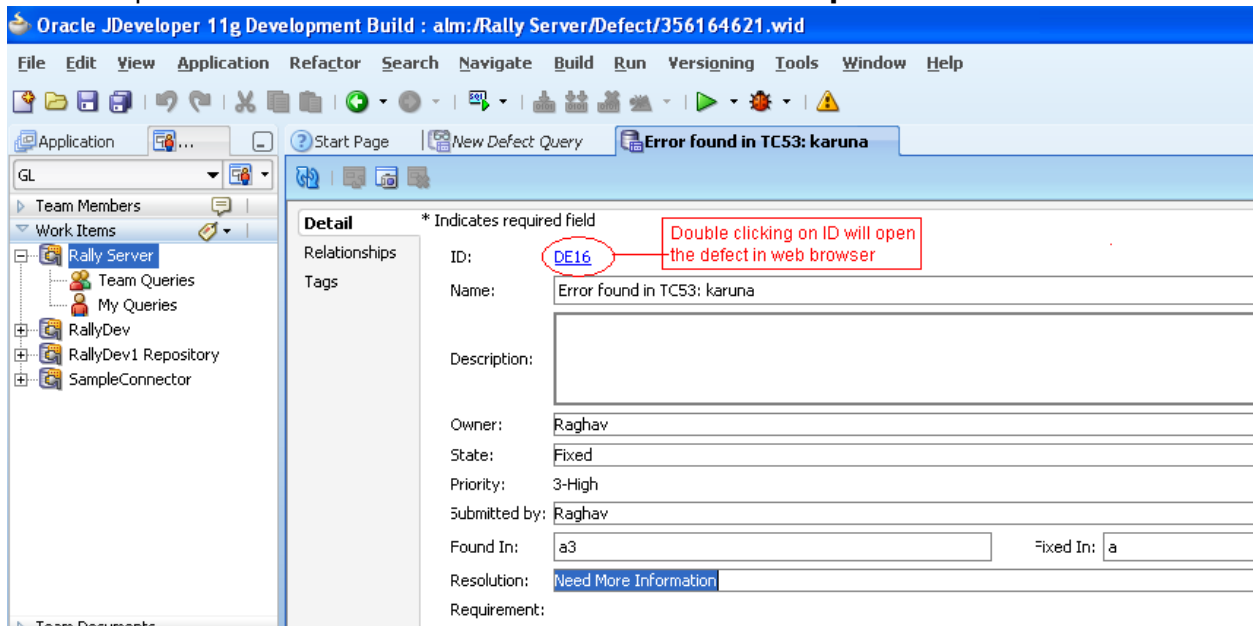 Oracle JDeveloper 11g Development Build : alm:/Rally Server/Defect/356164621.wid
File Edit View Application Refactor Search Navigate Build Run Versioning Tools Window Help
Application ... Start Page New Defect Query Error found in TC53: karuna
GL
Team Members
Work Items
Rally Server
Team Queries
My Queries
RallyDev
RallyDev1 Repository
SampleConnector
Detail
Relationships
Tags
* Indicates required field
ID: DE16
Double clicking on ID will open
the defect in web browser
Name: Error found in TC53: karuna
Description:
Owner: Raghav
State: Fixed
Priority: 3-High
Submitted by: Raghav
Found In: a3 Fixed In: a
Resolution: Need More Information
Requirement:
Team Documents